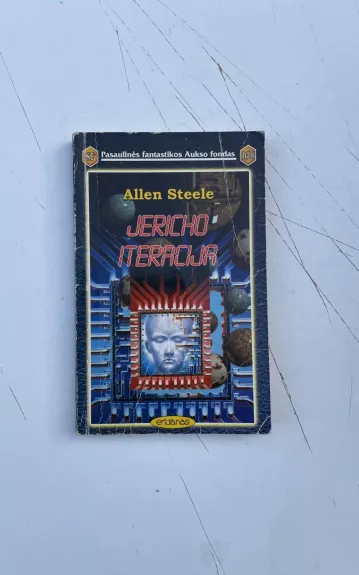 Pasaulinės fantastikos Aukso fondas
Allen Steele
JERICHO
ITERACIJA
eridanas